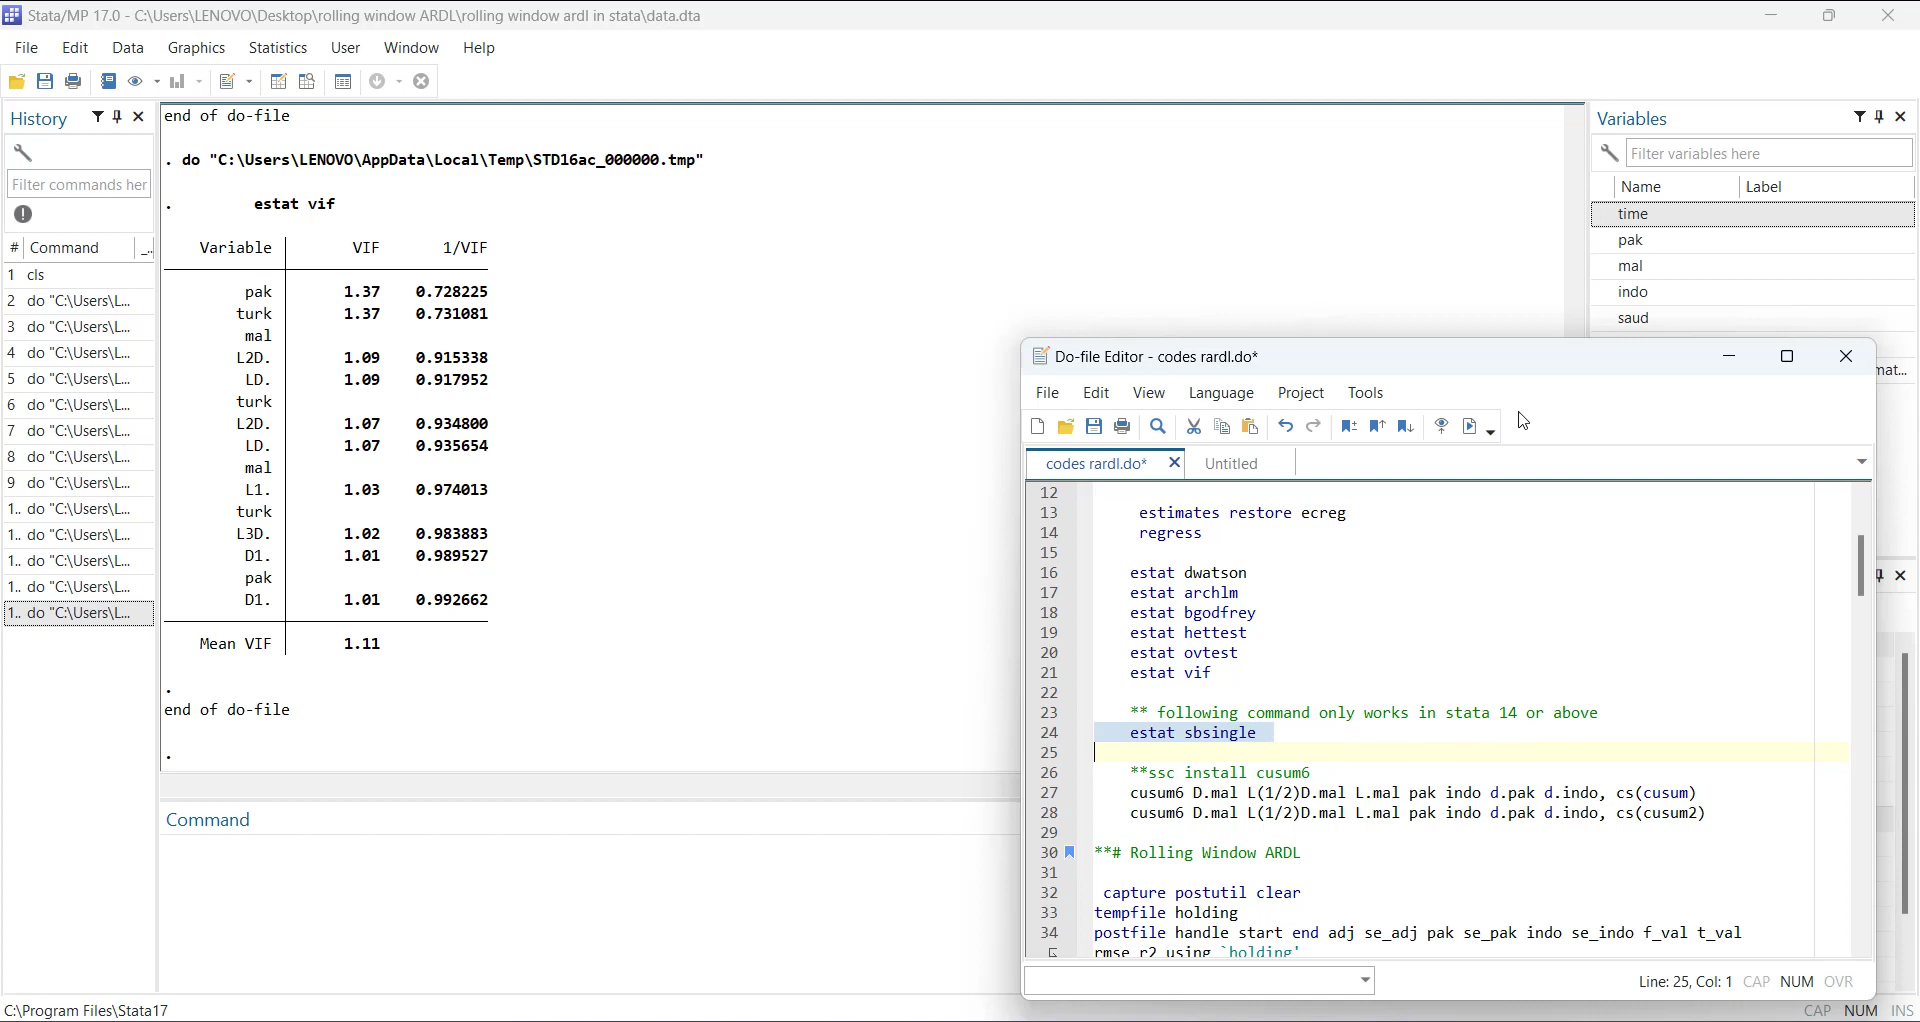 Stata/MP 17.0 - C:\Users\LENOVO\Desktop\rolling window ARDL\rolling window ardl in stata\data.dta
File Edit Data Graphics Statistics User Window Help
History
Filter commands her
# Command
1 cls
2 do "C:\Users\L...
3 do "C:\Users\L...
4 do "C:\Users\L...
5 do "C:\Users\L...
6 do "C:\Users\L...
7 do "C:\Users\L...
8 do "C:\Users\L...
9 do "C:\Users\L...
1.. do "C:\Users\L...
1.. do "C:\Users\L...
1.. do "C:\Users\L...
1.. do "C:\Users\L...
1.. do "C:\Users\L...
end of do-file
. do "C:\Users\LENOVO\AppData\Local\Temp\STD16ac_000000.tmp"
. estat vif
Variable VIF 1/VIF
pak 1.37 0.728225
turk 1.37 0.731081
mal
L2D. 1.09 0.915338
LD. 1.09 0.917952
turk
L2D. 1.07 0.934800
LD. 1.07 0.935654
mal
L1. 1.03 0.974013
turk
L3D. 1.02 0.983883
D1. 1.01 0.989527
pak
D1. 1.01 0.992662
Mean VIF 1.11
.
end of do-file
.
Command
Variables
Filter variables here
Name Label
time
pak
mal
indo
saud
mat...
Do-file Editor - codes rardl.do*
File Edit View Language Project Tools
codes rardl.do* Untitled
12
13 estimates restore ecreg
14 regress
15
16 estat dwatson
17 estat archlm
18 estat bgodfrey
19 estat hettest
20 estat ovtest
21 estat vif
22
23 ** following command only works in stata 14 or above
24 estat sbsingle
25
26 **ssc install cusum6
27 cusum6 D.mal L(1/2)D.mal L.mal pak indo d.pak d.indo, cs(cusum)
28 cusum6 D.mal L(1/2)D.mal L.mal pak indo d.pak d.indo, cs(cusum2)
29
30 **# Rolling Window ARDL
31
32 capture postutil clear
33 tempfile holding
34 postfile handle start end adj se_adj pak se_pak indo se_indo f_val t_val
rmse r2 using `holding'
Line: 25, Col: 1 CAP NUM OVR
C:\Program Files\Stata17
CAP NUM INS